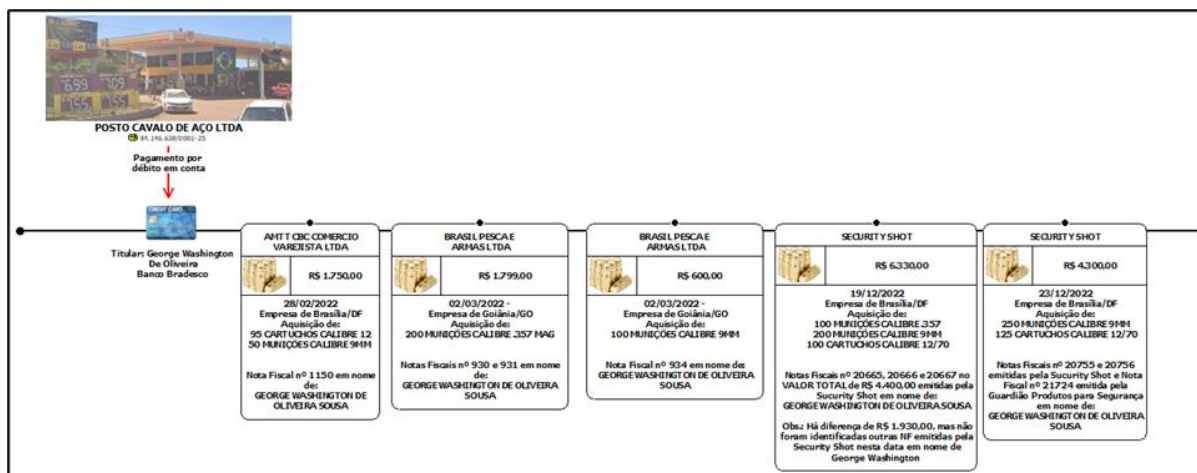 6.99 7.09
7.55 7.55
POSTO CAVALO DE AÇO LTDA
84.146.638/0001-25
Pagamento por
débito em conta
CREDIT CARD
Titular: George Washington
De Oliveira
Banco Bradesco
AMTT CBC COMERCIO
VAREJISTA LTDA
R$ 1.750,00
28/02/2022
Empresa de Brasília/DF
Aquisição de:
95 CARTUCHOS CALIBRE 12
50 MUNIÇÕES CALIBRE 9MM
Nota Fiscal nº 1150 em nome
de:
GEORGE WASHINGTON DE
OLIVEIRA SOUSA
BRASIL PESCA E
ARMAS LTDA
R$ 1.799,00
02/03/2022 -
Empresa de Goiânia/GO
Aquisição de:
200 MUNIÇÕES CALIBRE .357 MAG
Notas Fiscais nº 930 e 931 em nome
de:
GEORGE WASHINGTON DE OLIVEIRA
SOUSA
BRASIL PESCA E
ARMAS LTDA
R$ 600,00
02/03/2022 -
Empresa de Goiânia/GO
Aquisição de:
100 MUNIÇÕES CALIBRE 9MM
Nota Fiscal nº 934 em nome de:
GEORGE WASHINGTON DE OLIVEIRA
SOUSA
SECURITY SHOT
R$ 6.330,00
19/12/2022
Empresa de Brasília/DF
Aquisição de:
100 MUNIÇÕES CALIBRE .357
200 MUNIÇÕES CALIBRE 9MM
100 CARTUCHOS CALIBRE 12/70
Notas Fiscais nº 20665, 20666 e 20667 no
VALOR TOTAL de R$ 4.400,00 emitidas pela
Sucurity Shot em nome de:
GEORGE WASHINGTON DE OLIVEIRA SOUSA
Obs.: Há diferença de R$ 1.930,00, mas não
foram identificadas outras NF emitidas pela
Security Shot nesta data em nome de
George Washington
SECURITY SHOT
R$ 4.300,00
23/12/2022
Empresa de Brasília/DF
Aquisição de:
250 MUNIÇÕES CALIBRE 9MM
125 CARTUCHOS CALIBRE 12/70
Notas Fiscais nº 20755 e 20756
emitidas pela Sucurity Shot e Nota
Fiscal nº 21724 emitida pela
Guardião Produtos para Segurança
em nome de:
GEORGE WASHINGTON DE OLIVEIRA
SOUSA